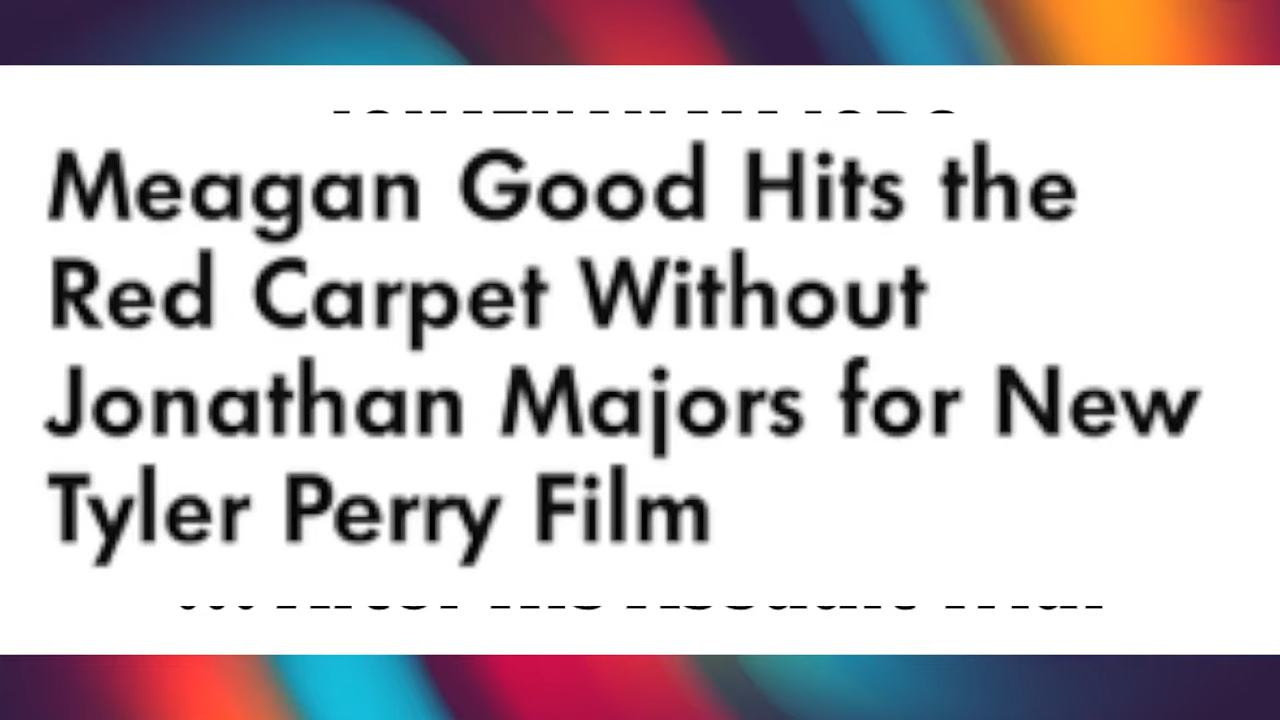 Meagan Good Hits the
Red Carpet Without
Jonathan Majors for New
Tyler Perry Film